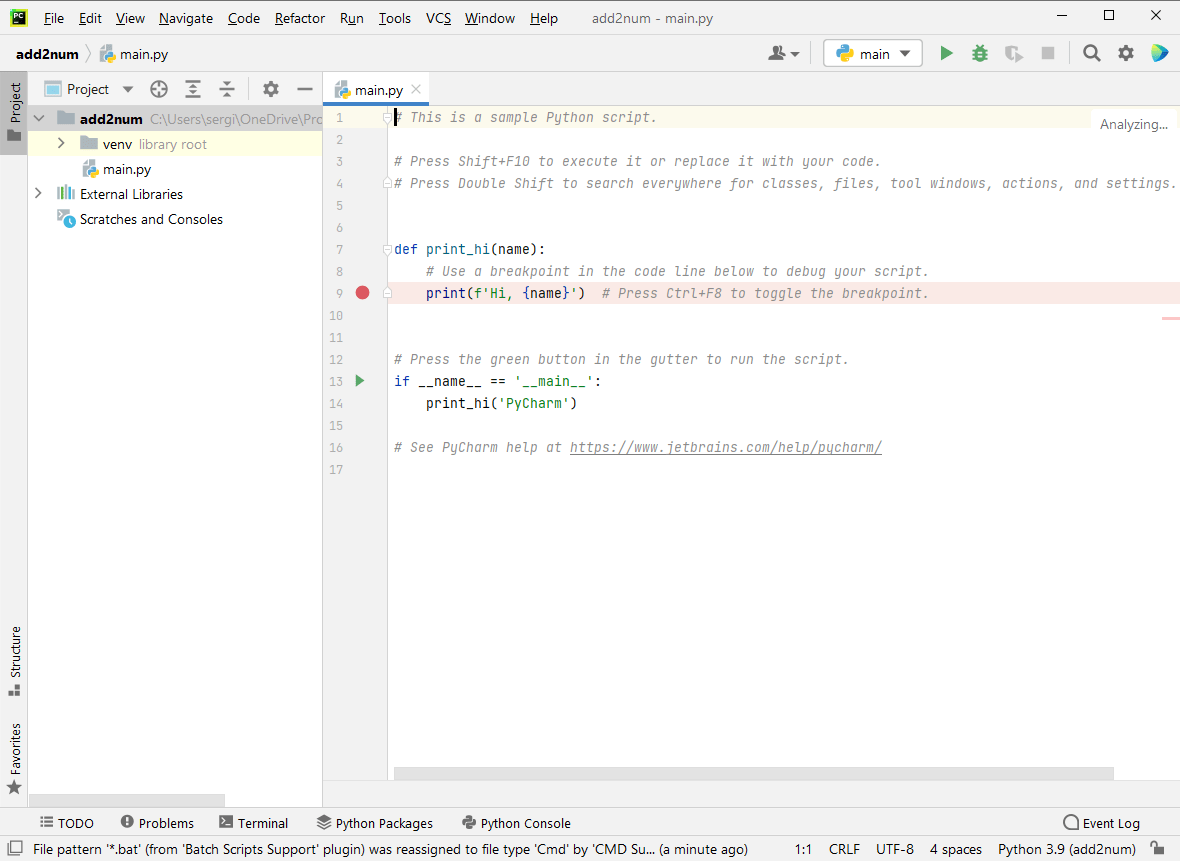 PC File Edit View Navigate Code Refactor Run Tools VCS Window Help add2num - main.py
add2num main.py main
Project Project main.py
add2num C:\Users\sergi\OneDrive\Prc
venv library root
main.py
External Libraries
Scratches and Consoles
Analyzing...
1 # This is a sample Python script.
2
3 # Press Shift+F10 to execute it or replace it with your code.
4 # Press Double Shift to search everywhere for classes, files, tool windows, actions, and settings.
5
6
7 def print_hi(name):
8 # Use a breakpoint in the code line below to debug your script.
9 print(f'Hi, {name}') # Press Ctrl+F8 to toggle the breakpoint.
10
11
12 # Press the green button in the gutter to run the script.
13 if __name__ == '__main__':
14 print_hi('PyCharm')
15
16 # See PyCharm help at https://www.jetbrains.com/help/pycharm/
17
Structure
Favorites
TODO Problems Terminal Python Packages Python Console Event Log
File pattern '*.bat' (from 'Batch Scripts Support' plugin) was reassigned to file type 'Cmd' by 'CMD Su... (a minute ago) 1:1 CRLF UTF-8 4 spaces Python 3.9 (add2num)